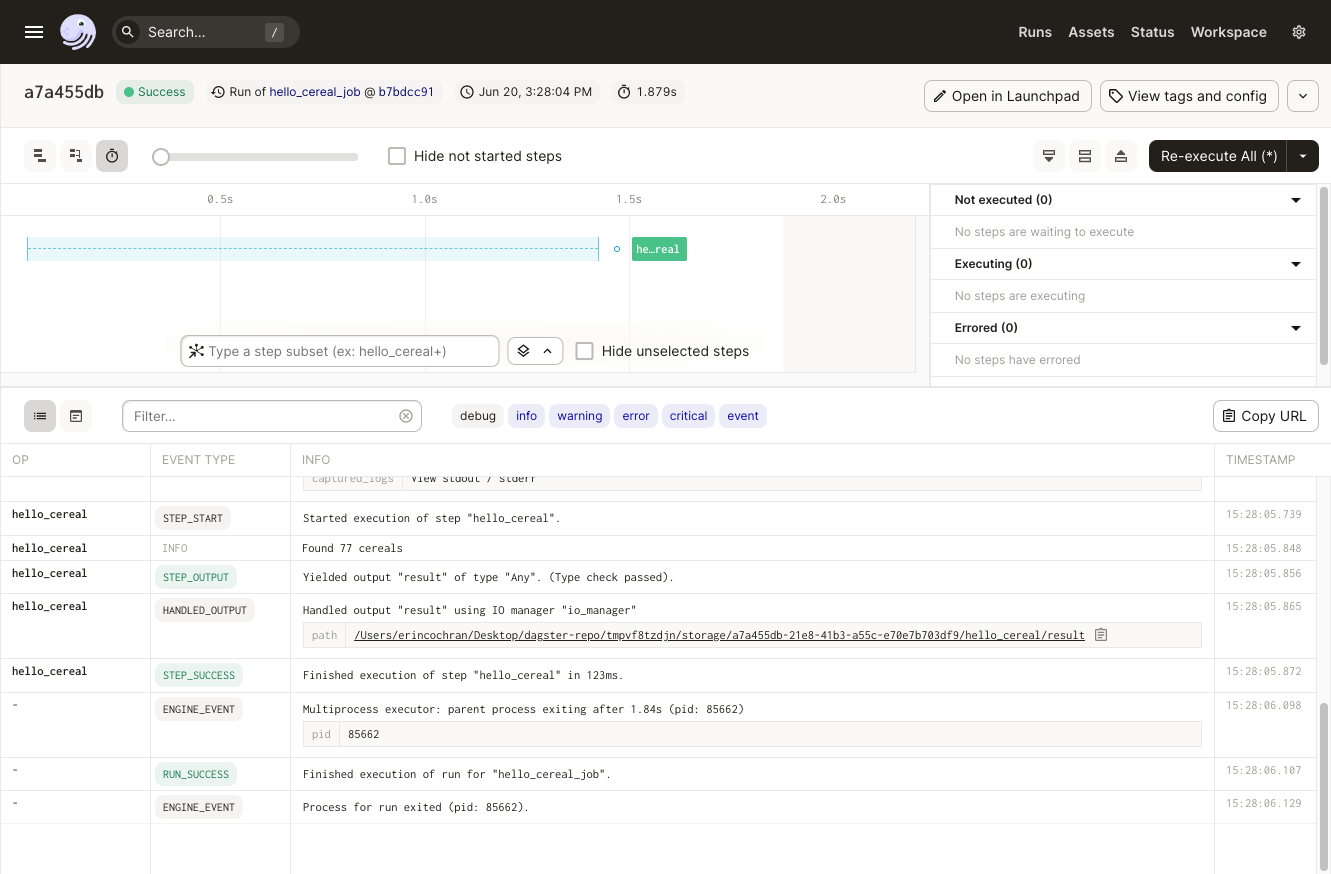 Search... /
Runs Assets Status Workspace
a7a455db Success Run of hello_cereal_job @ b7bdcc91 Jun 20, 3:28:04 PM 1.879s Open in Launchpad View tags and config
Hide not started steps Re-execute All (*)
0.5s 1.0s 1.5s 2.0s
he…real
Not executed (0)
No steps are waiting to execute
Executing (0)
No steps are executing
Errored (0)
No steps have errored
Type a step subset (ex: hello_cereal+) Hide unselected steps
Filter... debug info warning error critical event Copy URL
OP EVENT TYPE INFO TIMESTAMP
captured_logs View stdout / stderr
hello_cereal STEP_START Started execution of step "hello_cereal". 15:28:05.739
hello_cereal INFO Found 77 cereals 15:28:05.848
hello_cereal STEP_OUTPUT Yielded output "result" of type "Any". (Type check passed). 15:28:05.856
hello_cereal HANDLED_OUTPUT Handled output "result" using IO manager "io_manager" 15:28:05.865
path /Users/erincochran/Desktop/dagster-repo/tmpvf8tzdjn/storage/a7a455db-21e8-41b3-a55c-e70e7b703df9/hello_cereal/result
hello_cereal STEP_SUCCESS Finished execution of step "hello_cereal" in 123ms. 15:28:05.872
- ENGINE_EVENT Multiprocess executor: parent process exiting after 1.84s (pid: 85662) 15:28:06.098
pid 85662
- RUN_SUCCESS Finished execution of run for "hello_cereal_job". 15:28:06.107
- ENGINE_EVENT Process for run exited (pid: 85662). 15:28:06.129